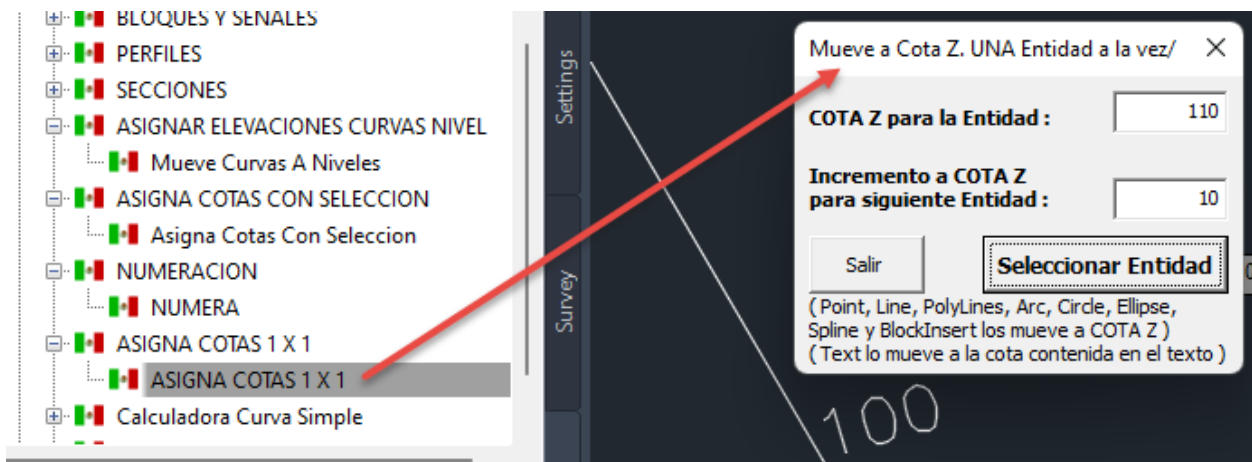 BLOQUES Y SEÑALES
PERFILES
SECCIONES
ASIGNAR ELEVACIONES CURVAS NIVEL
Mueve Curvas A Niveles
ASIGNA COTAS CON SELECCION
Asigna Cotas Con Seleccion
NUMERACION
NUMERA
ASIGNA COTAS 1 X 1
ASIGNA COTAS 1 X 1
Calculadora Curva Simple
Settings
Survey
Mueve a Cota Z. UNA Entidad a la vez/
COTA Z para la Entidad :
110
Incremento a COTA Z
para siguiente Entidad :
10
Salir
Seleccionar Entidad
( Point, Line, PolyLines, Arc, Circle, Ellipse,
Spline y BlockInsert los mueve a COTA Z )
( Text lo mueve a la cota contenida en el texto )
100